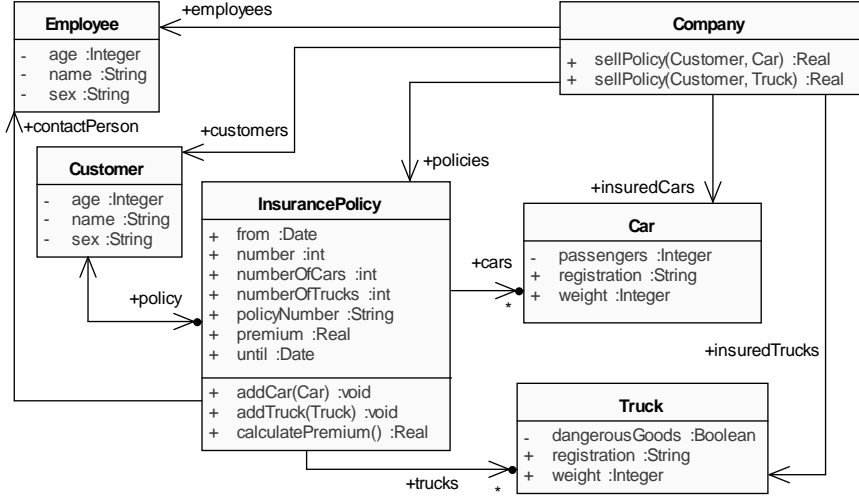 Employee
- age :Integer
- name :String
- sex :String
+employees
Company
+ sellPolicy(Customer, Car) :Real
+ sellPolicy(Customer, Truck) :Real
+contactPerson
+customers
Customer
- age :Integer
- name :String
- sex :String
+policies
InsurancePolicy
+ from :Date
+ number :int
+ numberOfCars :int
+ numberOfTrucks :int
+ policyNumber :String
+ premium :Real
+ until :Date
+ addCar(Car) :void
+ addTruck(Truck) :void
+ calculatePremium() :Real
+insuredCars
Car
- passengers :Integer
+ registration :String
+ weight :Integer
+cars
*
+policy
+insuredTrucks
Truck
- dangerousGoods :Boolean
+ registration :String
+ weight :Integer
+trucks
*